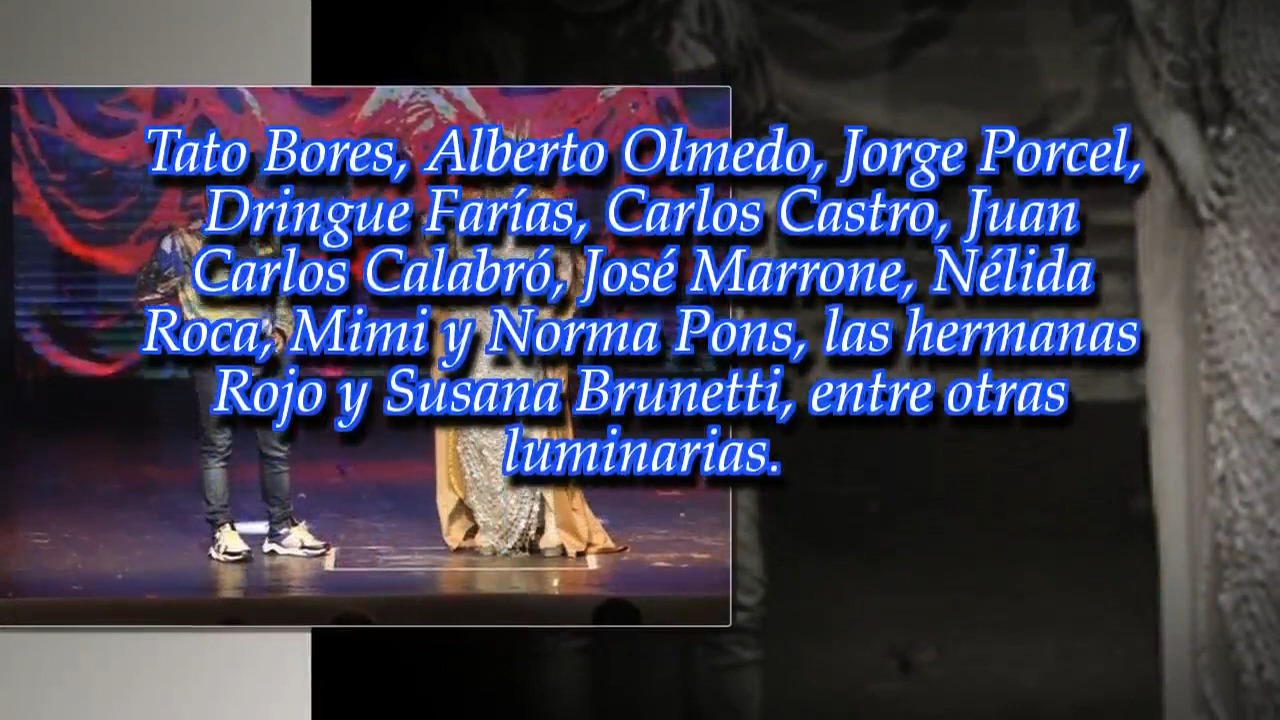 Tato Bores, Alberto Olmedo, Jorge Porcel,
Dringue Farías, Carlos Castro, Juan
Carlos Calabró, José Marrone, Nélida
Roca, Mimi y Norma Pons, las hermanas
Rojo y Susana Brunetti, entre otras
luminarias.